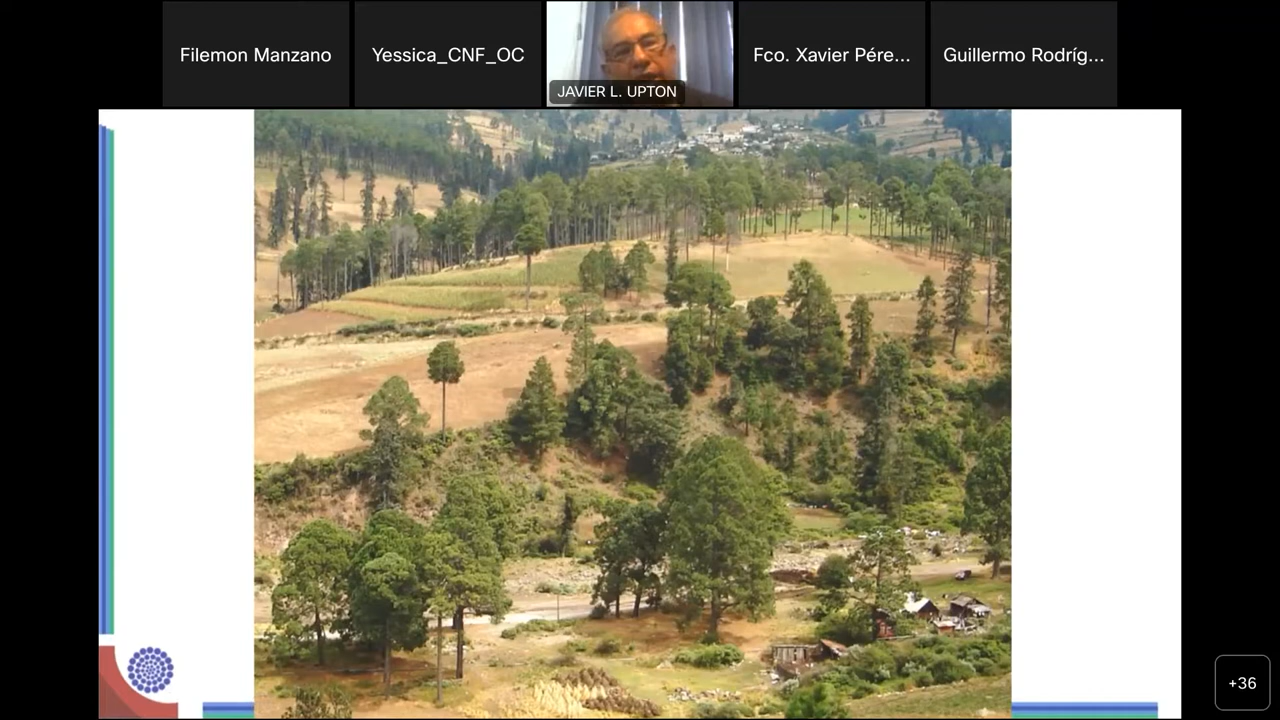 Filemon Manzano
Yessica_CNF_OC
JAVIER L. UPTON
Fco. Xavier Pére...
Guillermo Rodríg...
+36